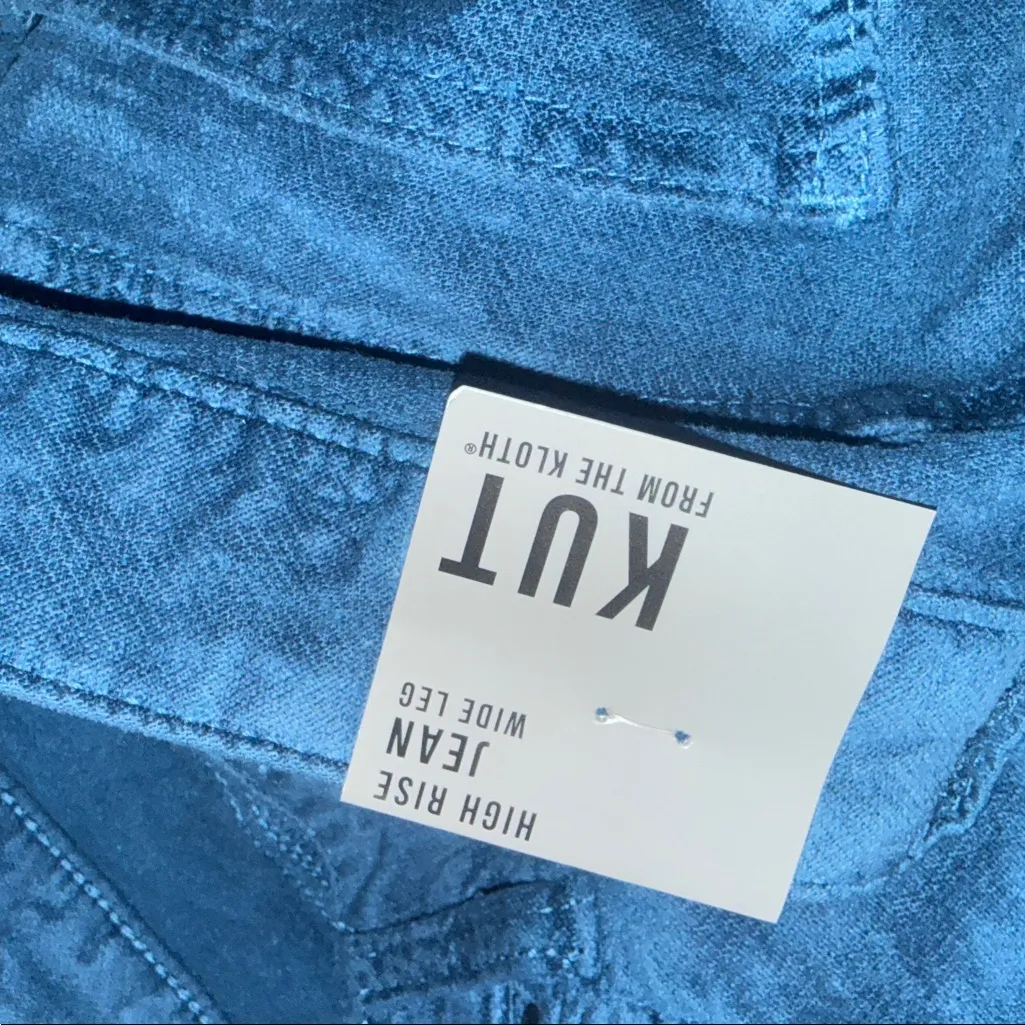 HIGH RISE
JEAN
WIDE LEG
KUT
FROM THE KLOTH®